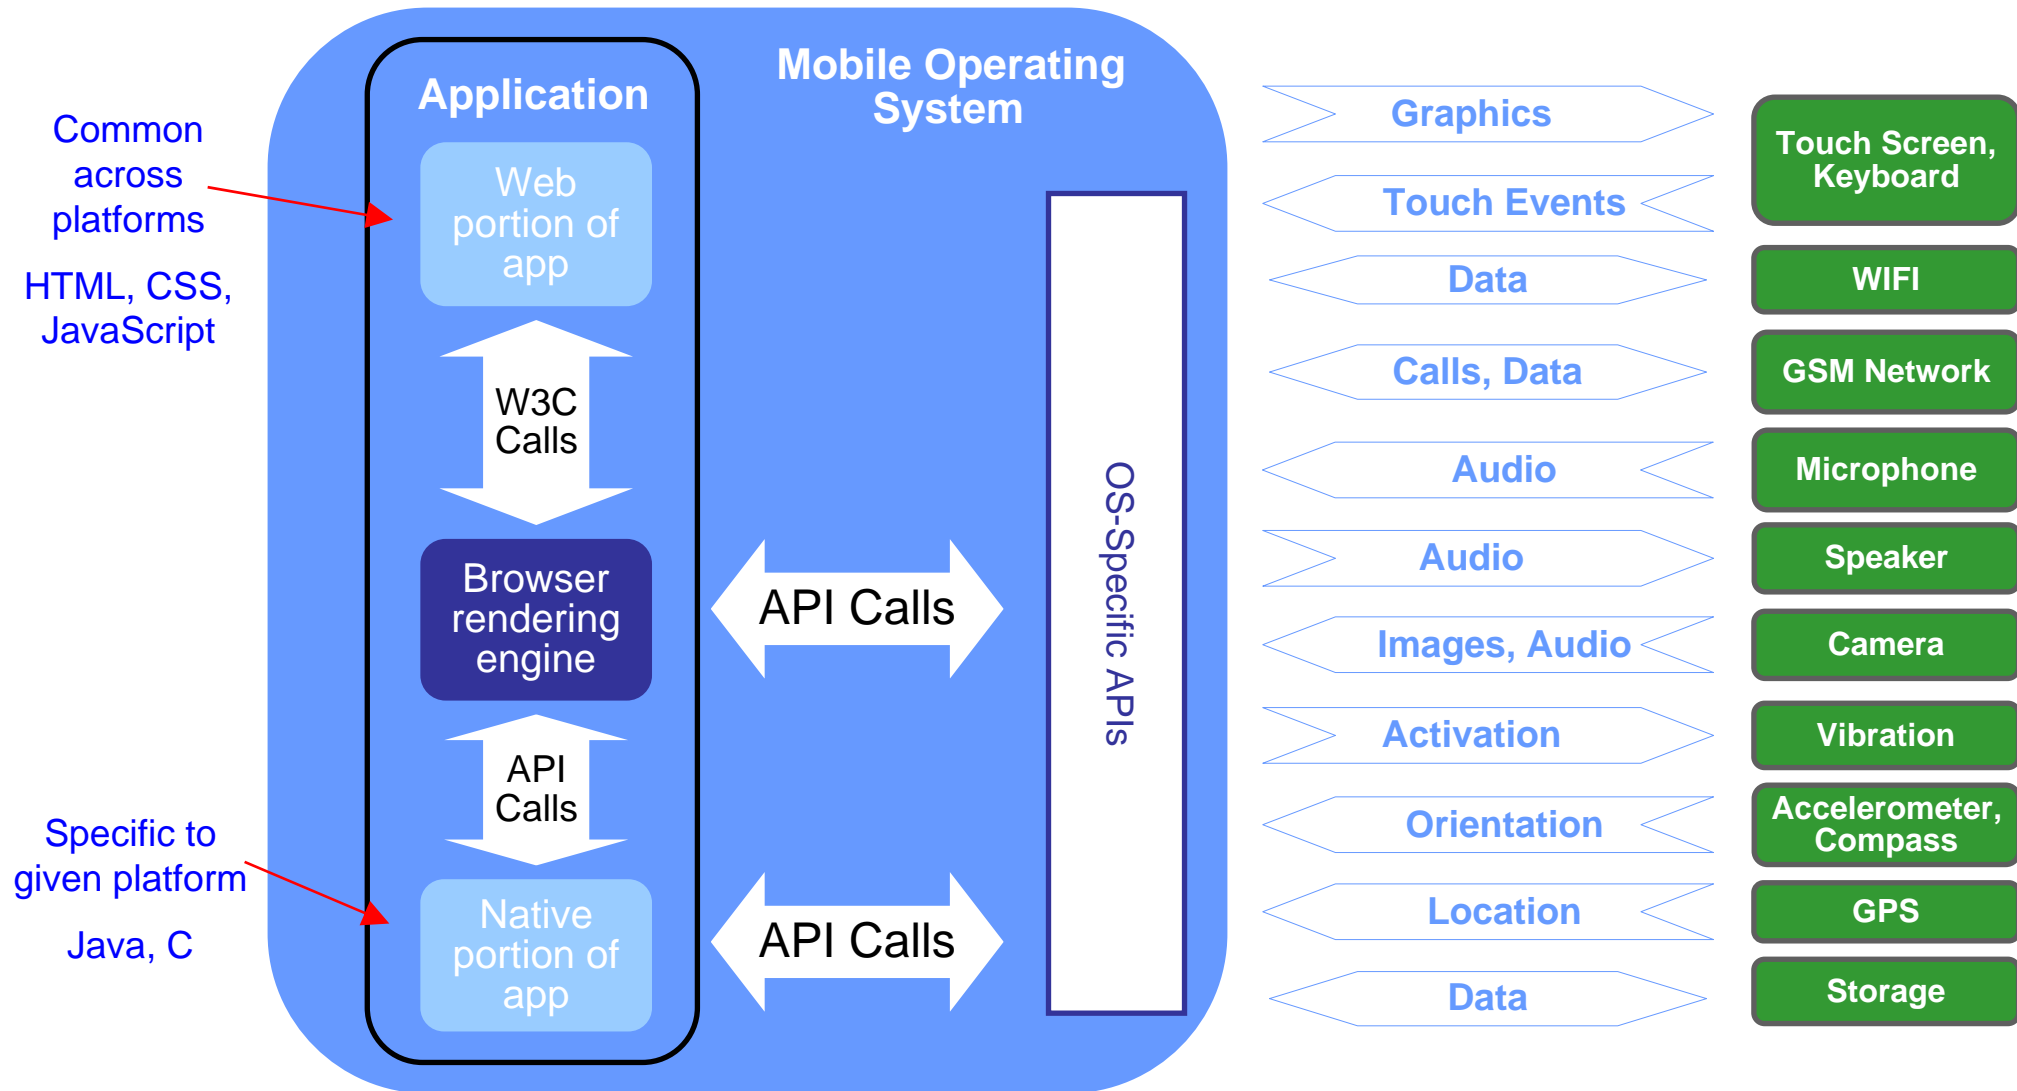 Mobile Operating
System
Application
Common
across
platforms
HTML, CSS,
JavaScript
Web
portion of
app
W3C
Calls
Browser
rendering
engine
API
Calls
Specific to
given platform
Java, C
Native
portion of
app
API Calls
API Calls
OS-Specific APIs
Graphics
Touch Events
Data
Calls, Data
Audio
Audio
Images, Audio
Activation
Orientation
Location
Data
Touch Screen,
Keyboard
WIFI
GSM Network
Microphone
Speaker
Camera
Vibration
Accelerometer,
Compass
GPS
Storage